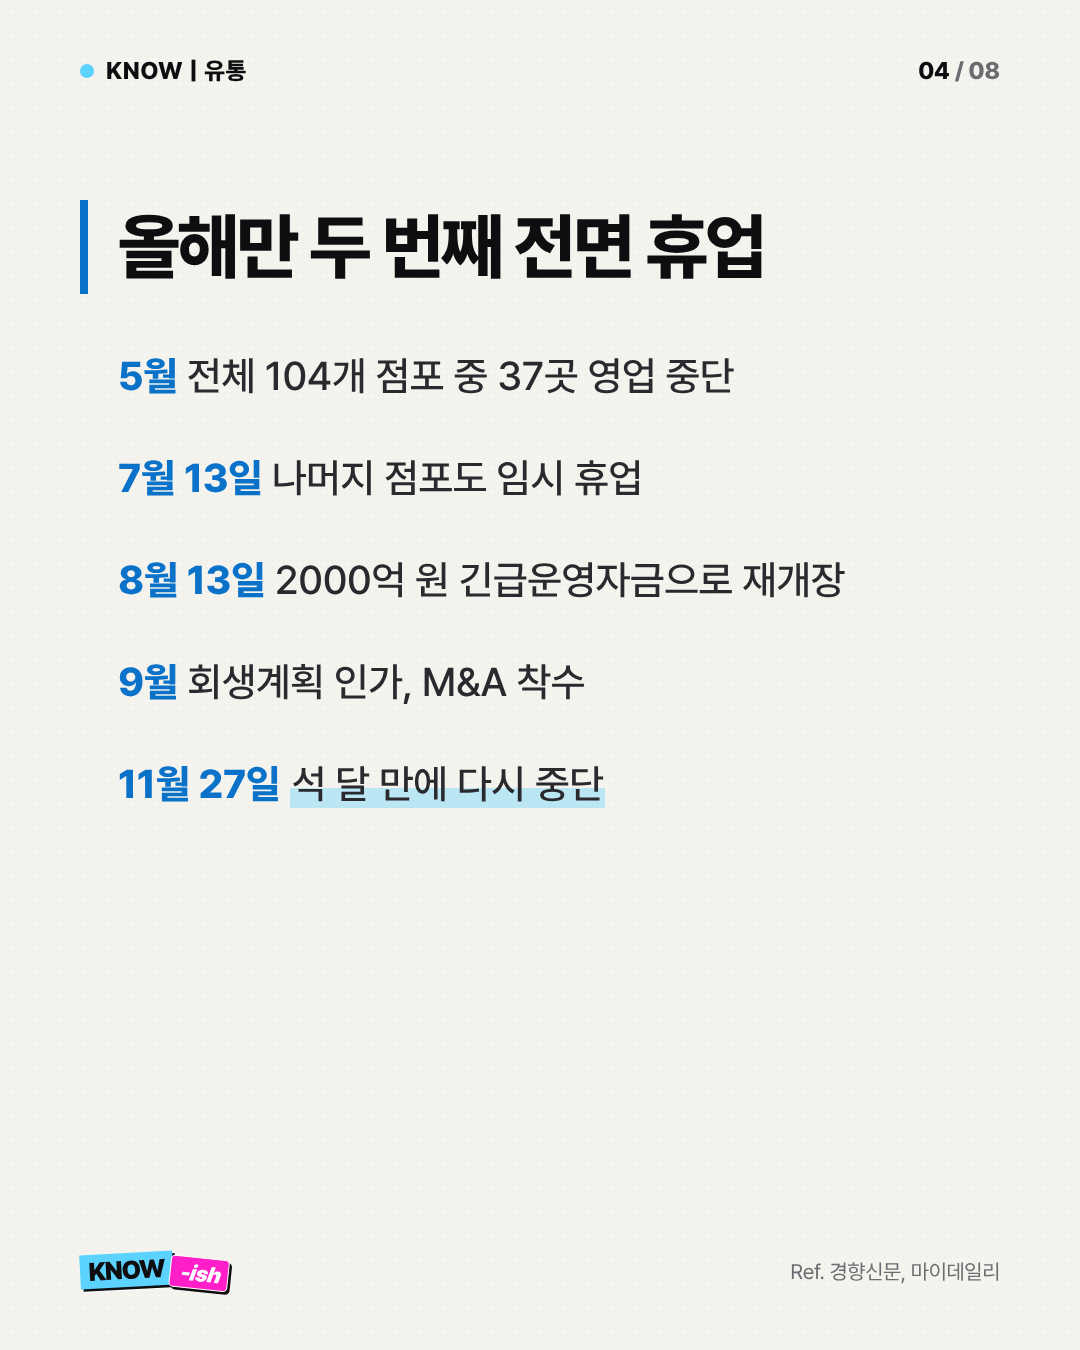 KNOW | 유통
04 / 08
올해만 두 번째 전면 휴업
5월 전체 104개 점포 중 37곳 영업 중단
7월 13일 나머지 점포도 임시 휴업
8월 13일 2000억 원 긴급운영자금으로 재개장
9월 회생계획 인가, M&A 착수
11월 27일 석 달 만에 다시 중단
KNOW -ish
Ref. 경향신문, 마이데일리